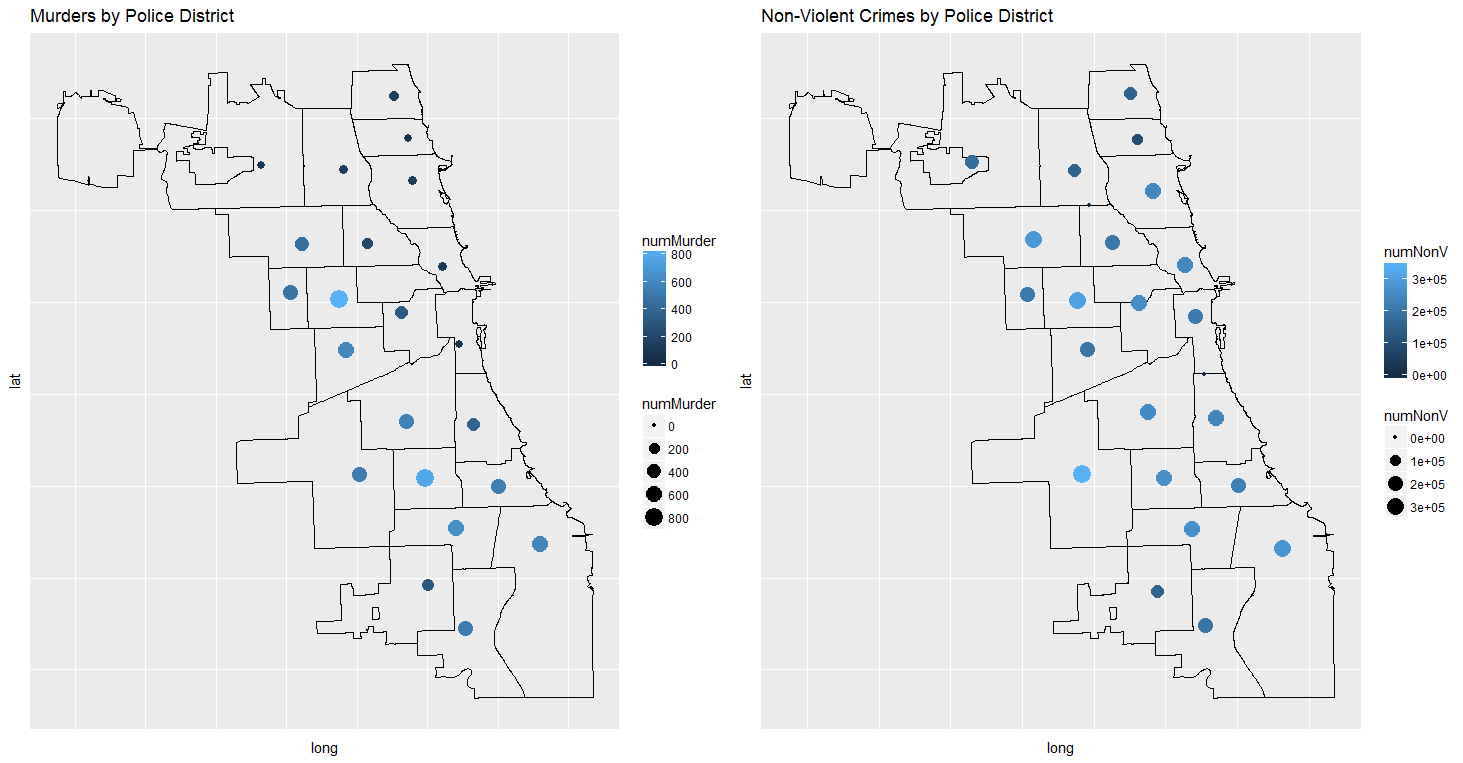 Murders by Police District
lat
long
numMurder
800
600
400
200
0
numMurder
0
200
400
600
800
Non-Violent Crimes by Police District
lat
long
numNonV
3e+05
2e+05
1e+05
0e+00
numNonV
0e+00
1e+05
2e+05
3e+05